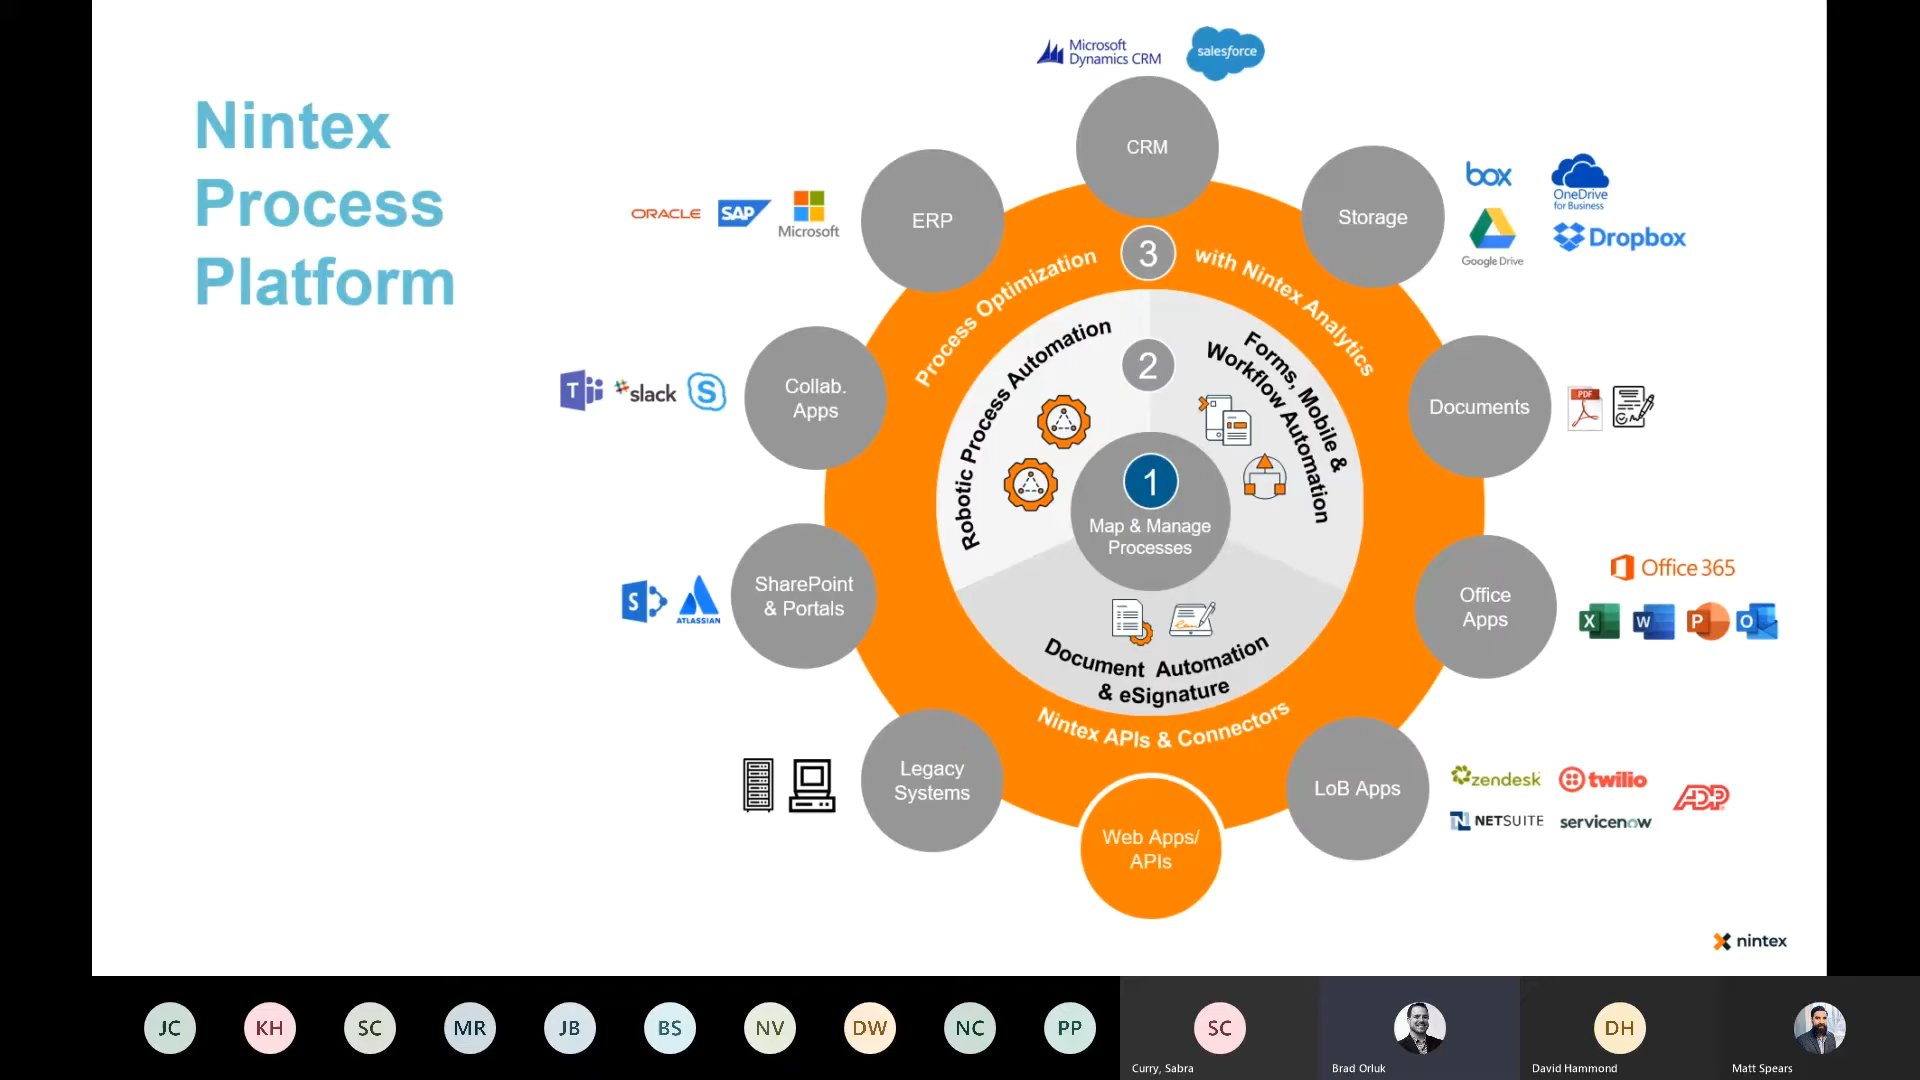 Nintex
Process
Platform
Microsoft
Dynamics CRM
salesforce
CRM
ERP
ORACLE
SAP
Microsoft
Storage
box
OneDrive
for Business
Google Drive
Dropbox
3
Process Optimization
with Nintex Analytics
2
Robotic Process Automation
Forms, Mobile &
Workflow Automation
Collab.
Apps
T
slack
S
Documents
PDF
1
Map & Manage
Processes
SharePoint
& Portals
S
ATLASSIAN
Office
Apps
Office 365
X
W
P
O
Document Automation
& eSignature
Nintex APIs & Connectors
Legacy
Systems
Web Apps/
APIs
LoB Apps
zendesk
twilio
ADP
N NETSUITE
servicenow
nintex
JC
KH
SC
MR
JB
BS
NV
DW
NC
PP
SC
DH
Curry, Sabra
Brad Orluk
David Hammond
Matt Spears